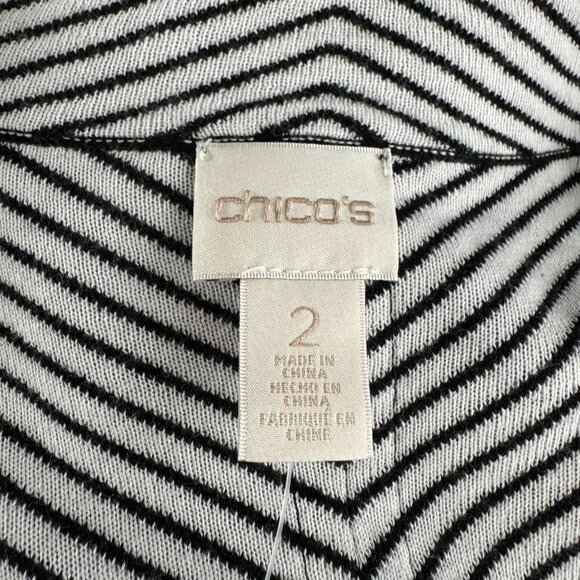 chico's
2
MADE IN
CHINA
HECHO EN
CHINA
FABRIQUÉ EN
CHINE